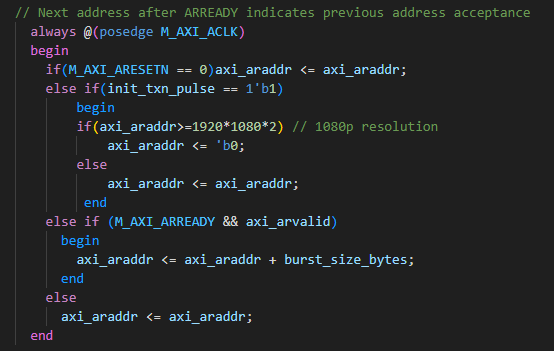 // Next address after ARREADY indicates previous address acceptance
always @(posedge M_AXI_ACLK)
begin
if(M_AXI_ARESETN == 0)axi_araddr <= axi_araddr;
else if(init_txn_pulse == 1'b1)
begin
if(axi_araddr>=1920*1080*2) // 1080p resolution
axi_araddr <= 'b0;
else
axi_araddr <= axi_araddr;
end
else if (M_AXI_ARREADY && axi_arvalid)
begin
axi_araddr <= axi_araddr + burst_size_bytes;
end
else
axi_araddr <= axi_araddr;
end